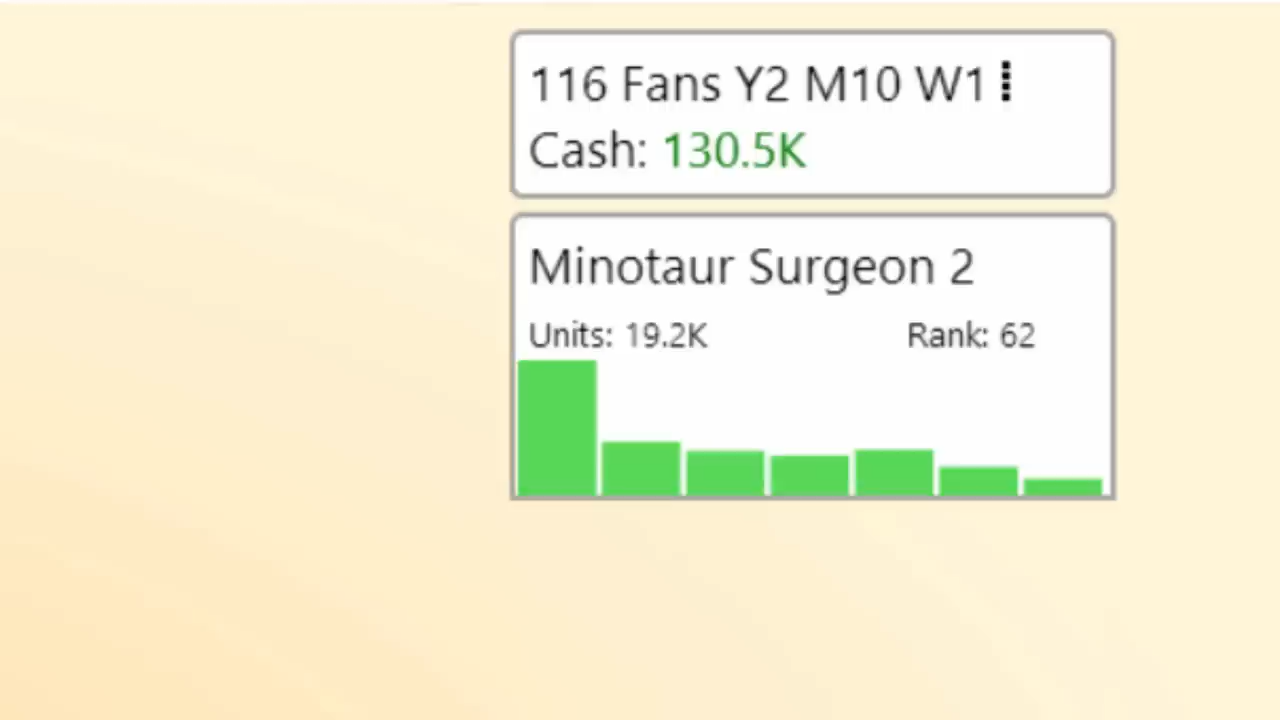 116 Fans Y2 M10 W1
Cash: 130.5K
Minotaur Surgeon 2
Units: 19.2K Rank: 62